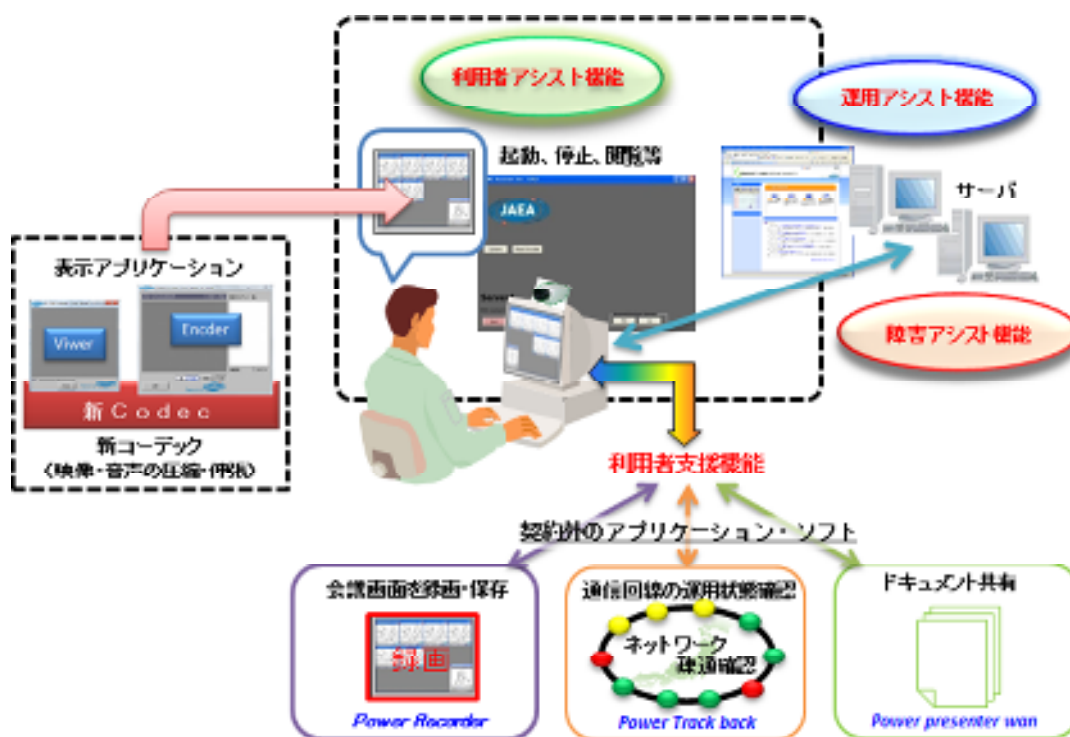 利用者アシスト機能
運用アシスト機能
起動、停止、閲覧等
JAEA
サーバ
表示アプリケーション
Viwer
Encder
障害アシスト機能
新Codec
新コーデック
(映像・音声の圧縮・伸張)
利用者支援機能
契約外のアプリケーション・ソフト
会議画面を録画・保存
録画
Power Recorder
通信回線の運用状態確認
ネットワーク
疎通確認
Power Track back
ドキュメント共有
Power presenter wan